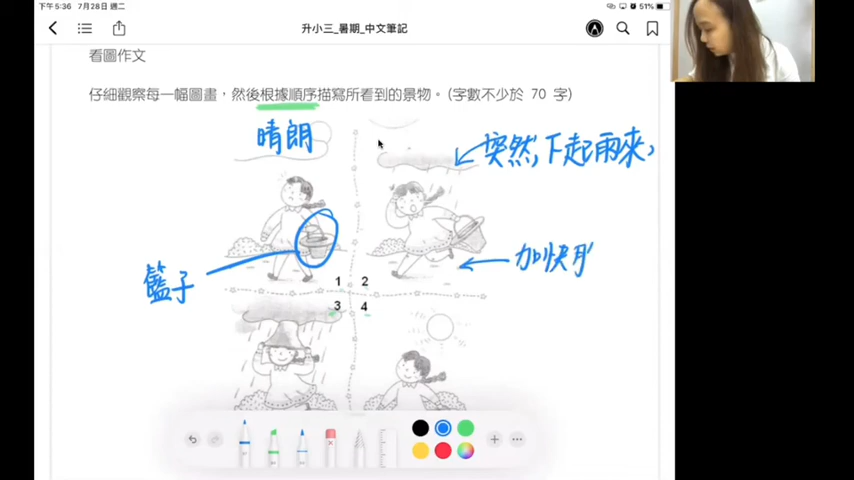 下午5:36 7月28日 週二
51%
升小三_暑期_中文筆記
看圖作文
仔細觀察每一幅圖畫，然後根據順序描寫所看到的景物。(字數不少於 70 字)
晴朗
突然，下起雨來，
籃子
加快
1 2
3 4